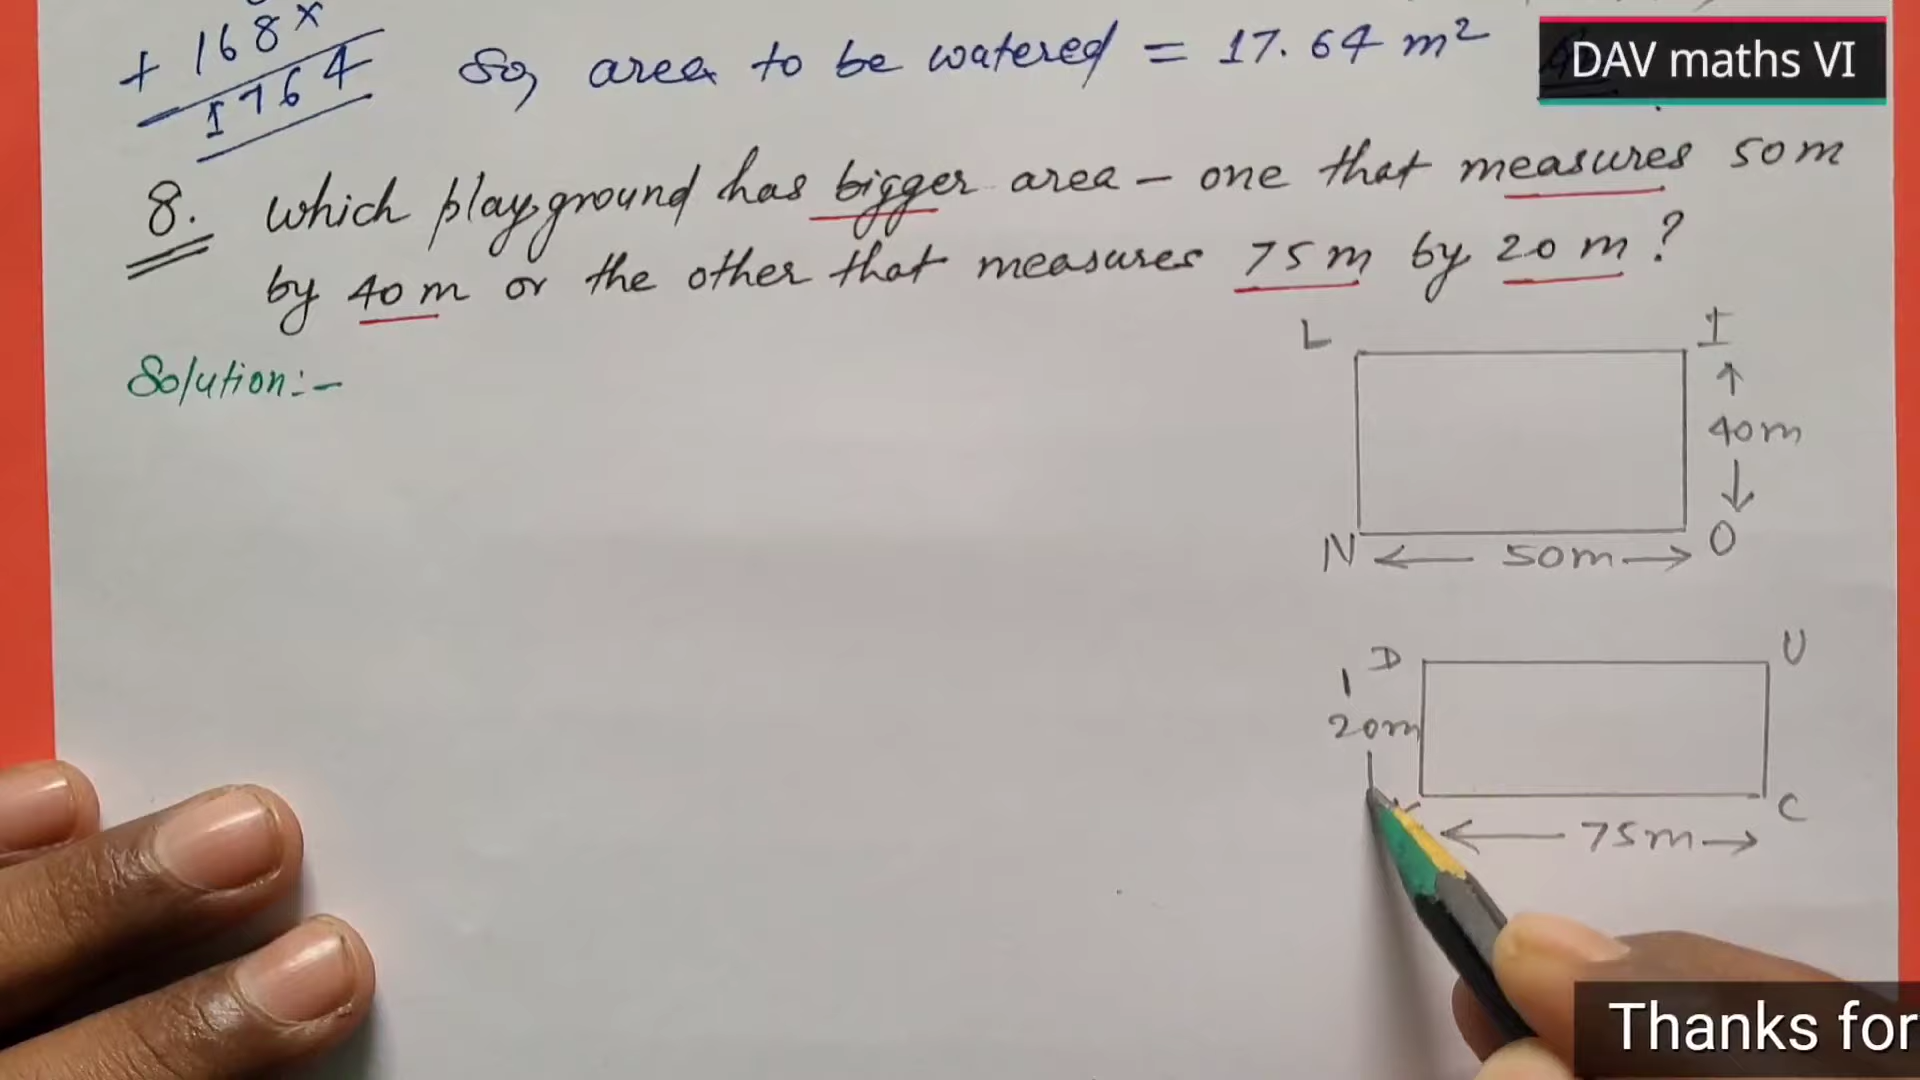 + 168x
1764
So, area to be watered = 17.64 m²
DAV maths VI
8. Which playground has bigger area - one that measures 50m
by 40m or the other that measures 75m by 20m?
Solution:-
L
I
40m
N
50m
O
D
U
20m
C
75m
Thanks for